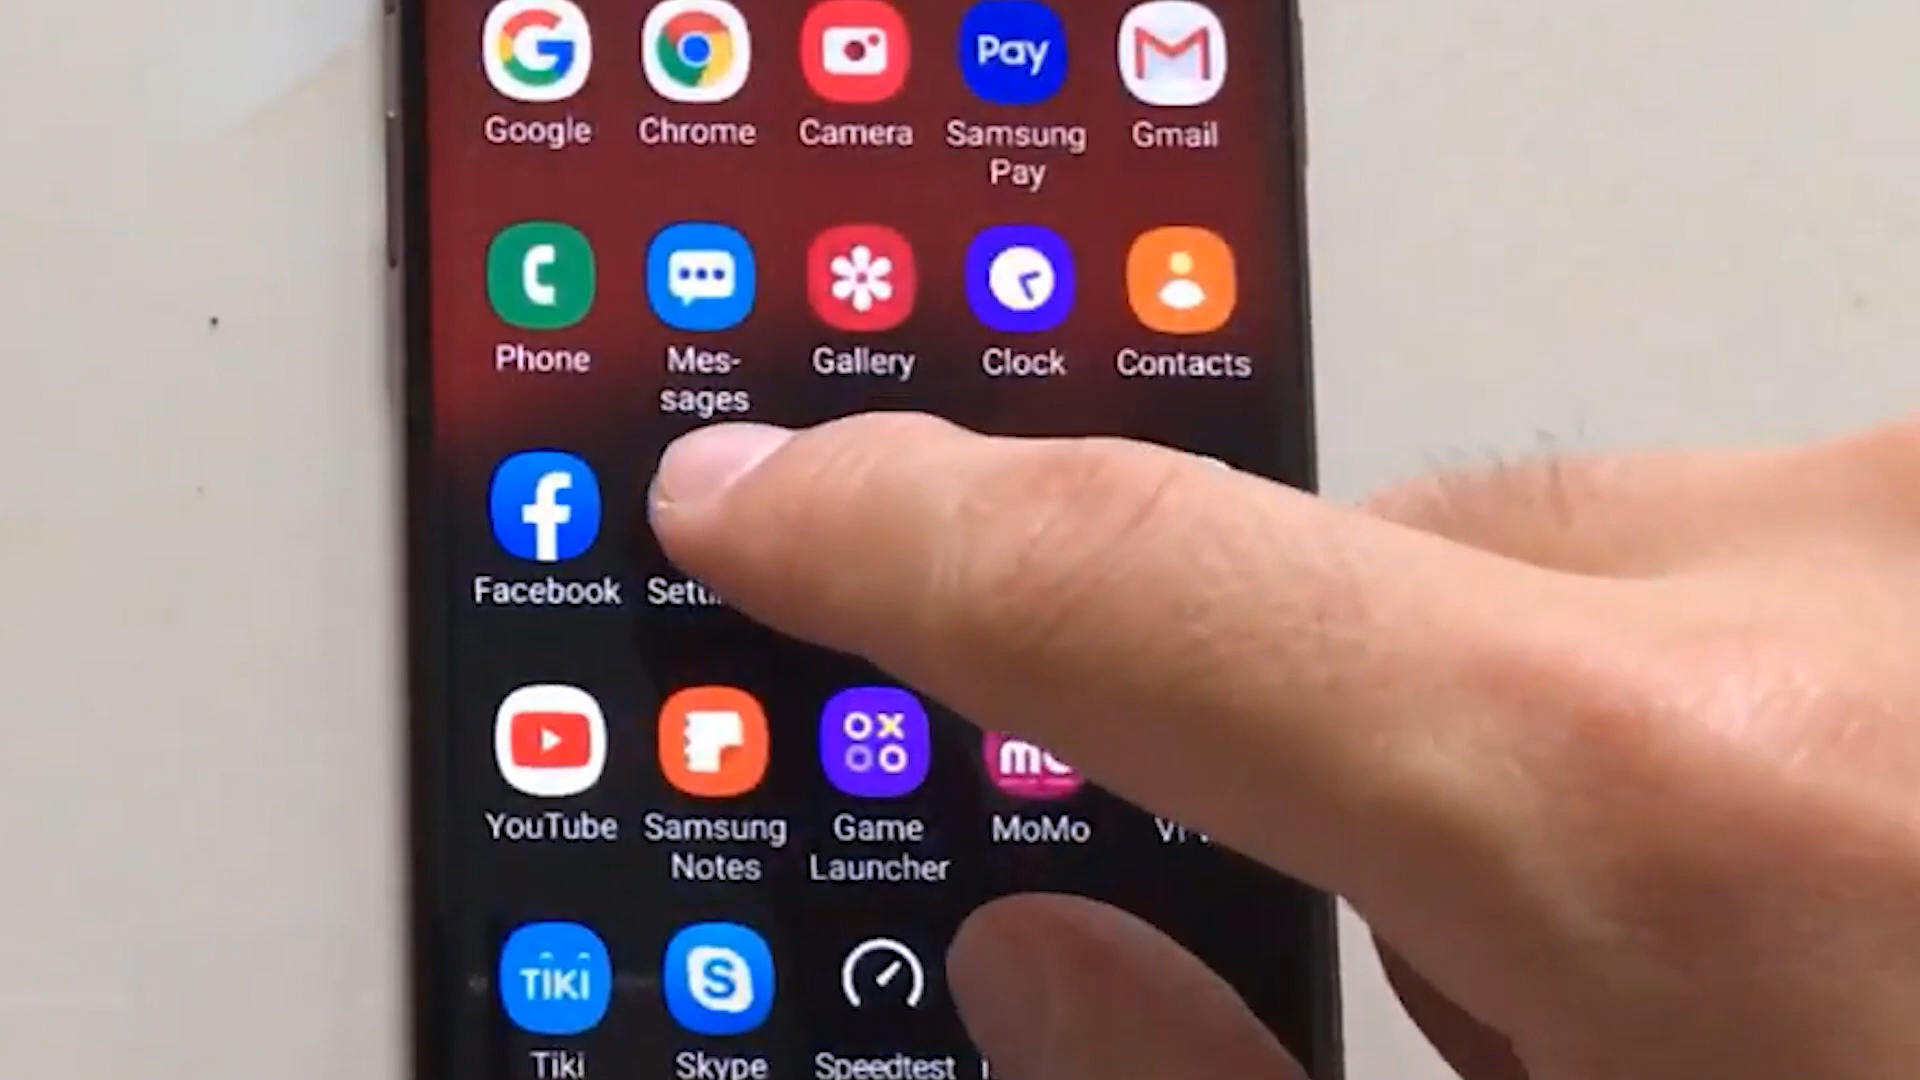 Pay
Google
Chrome
Camera
Samsung
Pay
Gmail
Phone
Mes-
sages
Gallery
Clock
Contacts
Facebook
YouTube
Samsung
Notes
Game
Launcher
MoMo
TIKI
Tiki
Skype
Speedtest